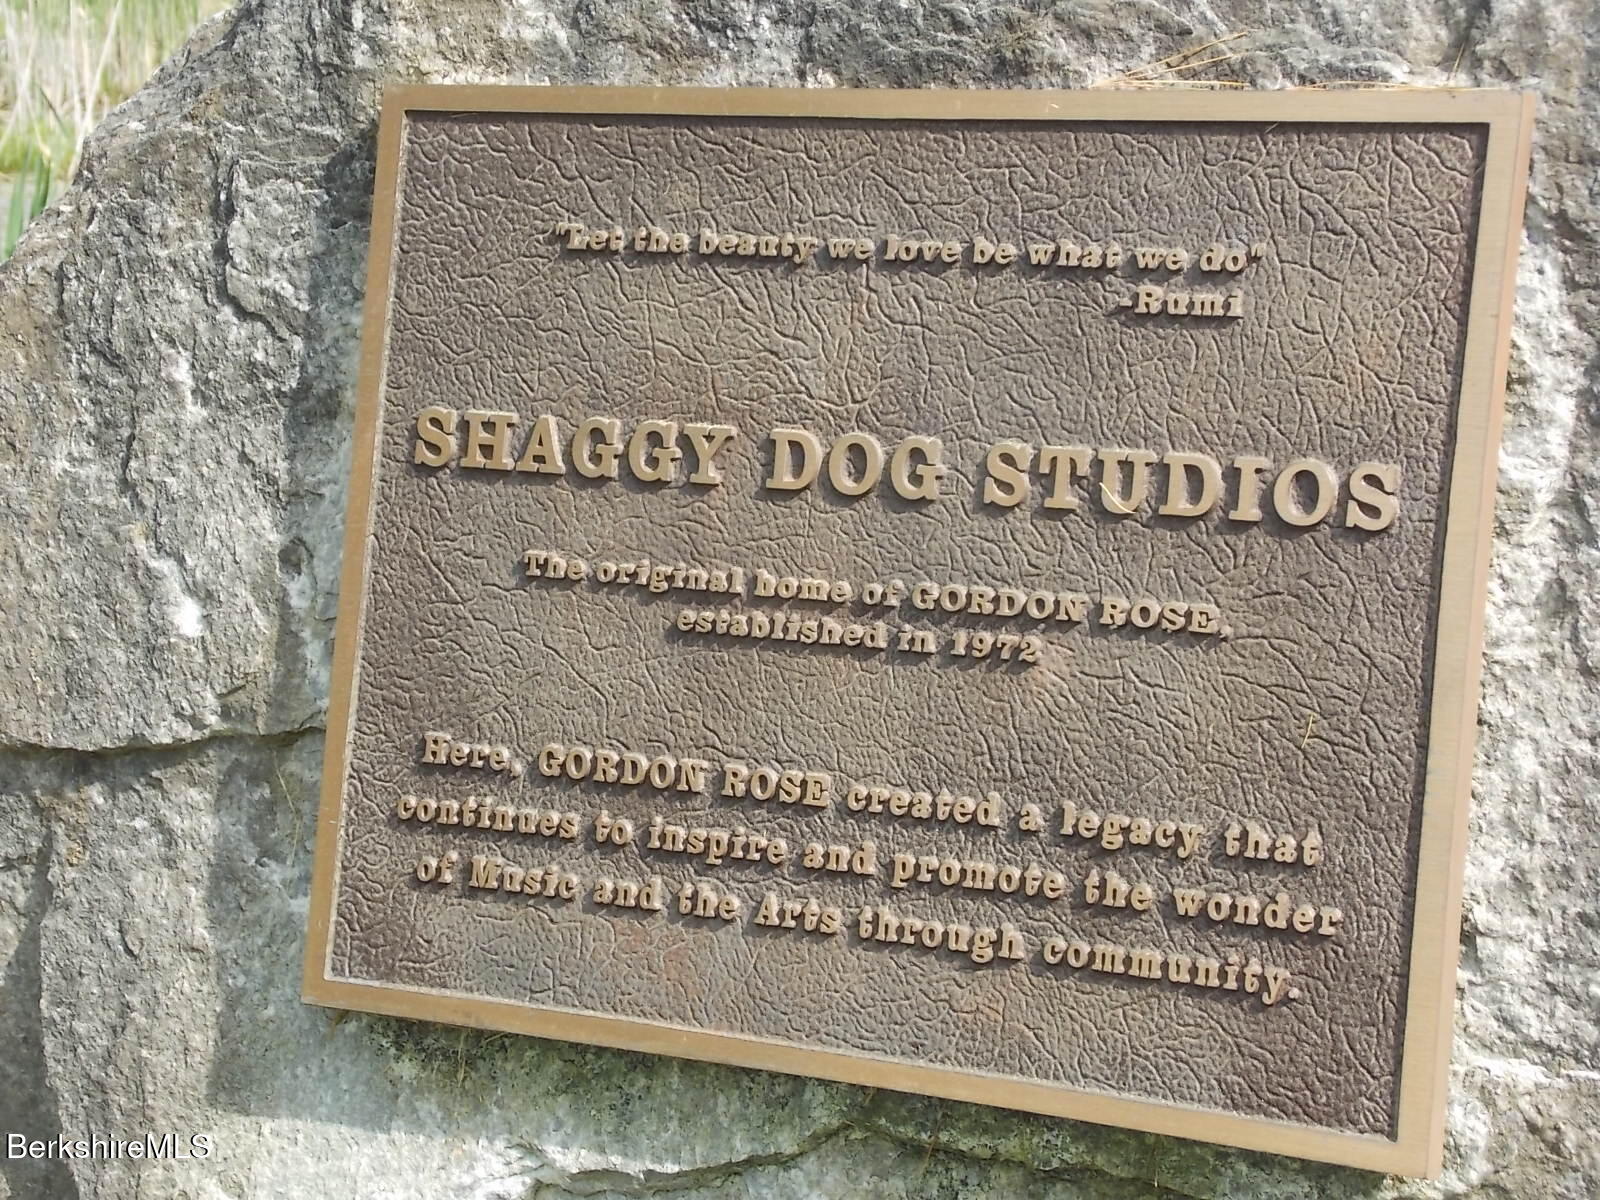 "Let the beauty we love be what we do"
-Rumi
SHAGGY DOG STUDIOS
The original home of GORDON ROSE,
established in 1972
Here, GORDON ROSE created a legacy that
continues to inspire and promote the wonder
of Music and the Arts through community.
BerkshireMLS